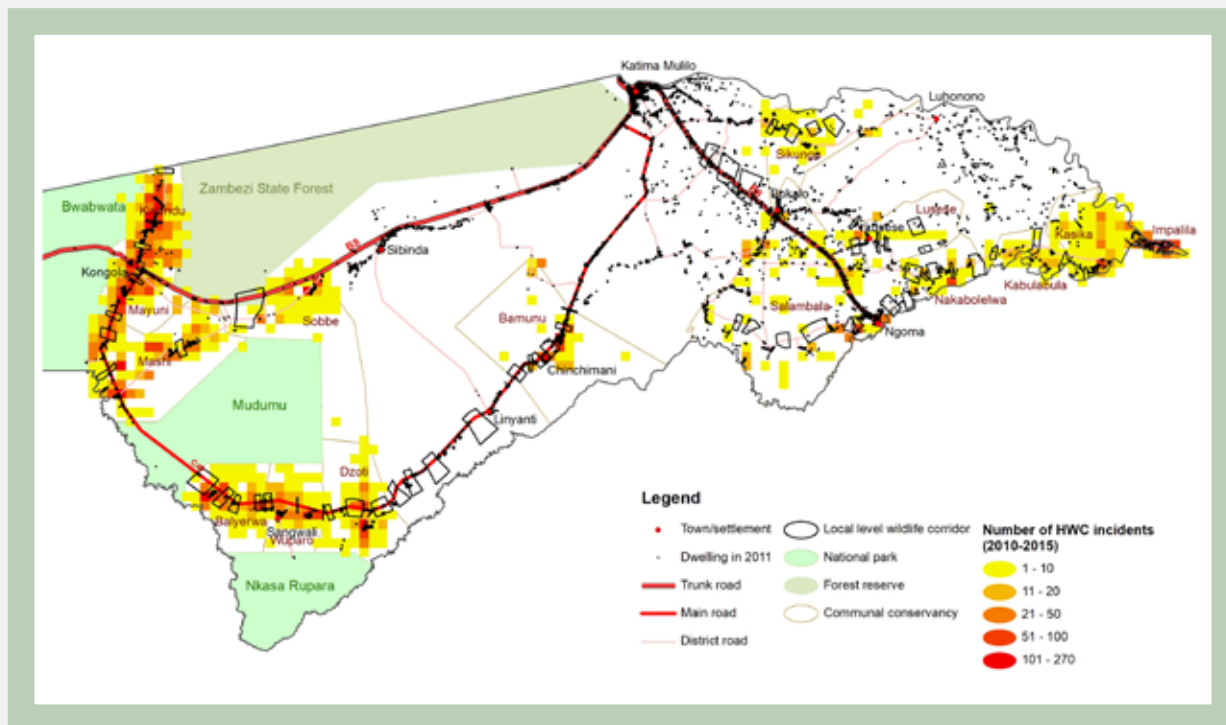 Katima Mulilo
Luhonono
Sikunga
Zambezi State Forest
Bwabwata
Kwandu
Bukalo
Lusese
Kasika
Impalila
B8
Sibinda
Kongola
Mayuni
Sobbe
Bamunu
Salambala
Nakabolelwa
Kabulabula
Ngoma
Mashi
Chinchimani
Mudumu
Linyanti
Dzoti
Balyerwa
Sangwali
Wuparo
Nkasa Rupara
Legend
Town/settlement
Dwelling in 2011
Trunk road
Main road
District road
Local level wildlife corridor
National park
Forest reserve
Communal conservancy
Number of HWC incidents
(2010-2015)
1 - 10
11 - 20
21 - 50
51 - 100
101 - 270